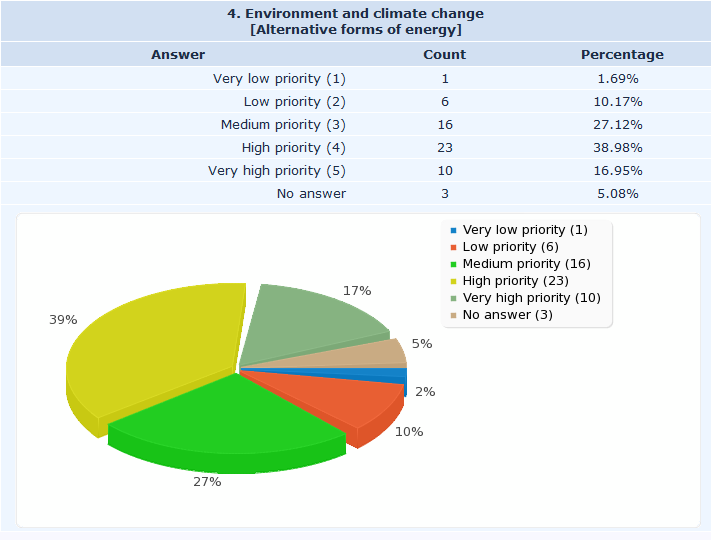 4. Environment and climate change
[Alternative forms of energy]
Answer Count Percentage
Very low priority (1) 1 1.69%
Low priority (2) 6 10.17%
Medium priority (3) 16 27.12%
High priority (4) 23 38.98%
Very high priority (5) 10 16.95%
No answer 3 5.08%
Very low priority (1)
Low priority (6)
Medium priority (16)
High priority (23)
Very high priority (10)
No answer (3)
17%
39%
5%
2%
10%
27%